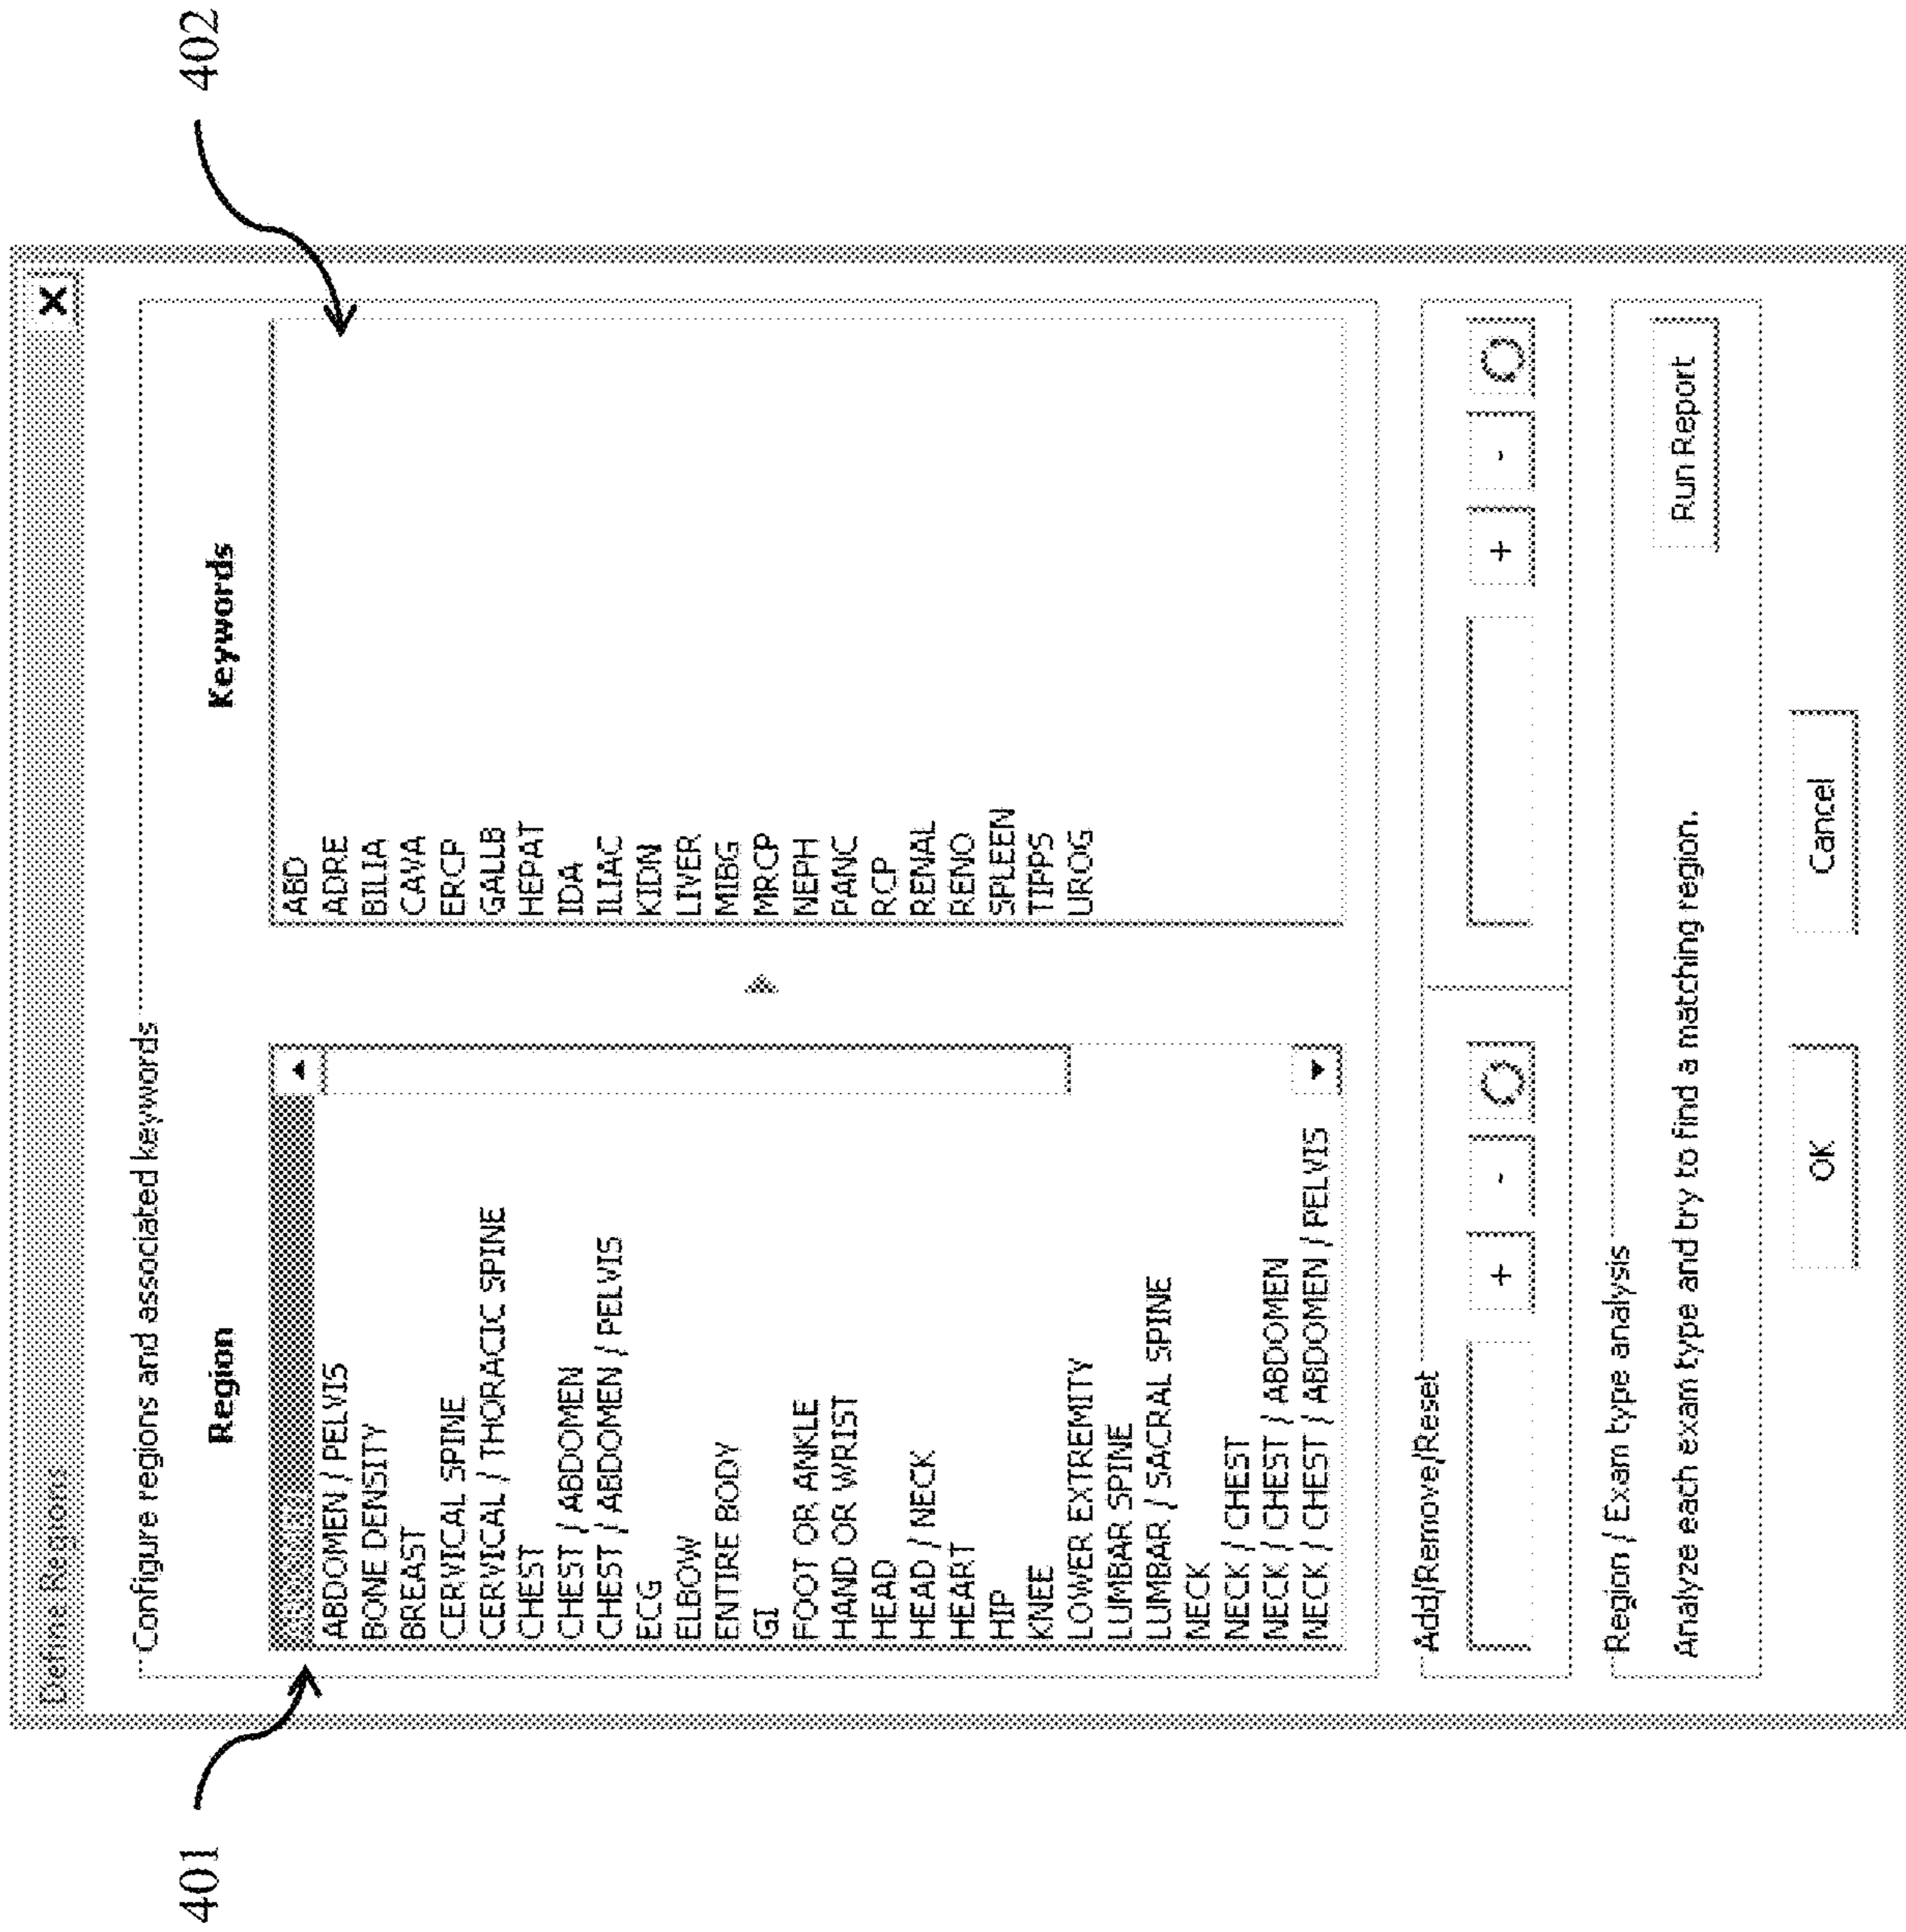 401
402
Define Regions
X
Configure regions and associated keywords
Region
Keywords
ABDOMEN / PELVIS
BONE DENSITY
BREAST
CERVICAL SPINE
CERVICAL / THORACIC SPINE
CHEST
CHEST / ABDOMEN
CHEST / ABDOMEN / PELVIS
ECG
ELBOW
ENTIRE BODY
GI
FOOT OR ANKLE
HAND OR WRIST
HEAD
HEAD / NECK
HEART
HIP
KNEE
LOWER EXTREMITY
LUMBAR SPINE
LUMBAR / SACRAL SPINE
NECK
NECK / CHEST
NECK / CHEST / ABDOMEN
NECK / CHEST / ABDOMEN / PELVIS
ABD
ADRE
BILIA
CAVA
ERCP
GALLB
HEPAT
IDA
ILIAC
KIDN
LIVER
MIBG
MRCP
NEPH
PANC
RCP
RENAL
RENO
SPLEEN
TIPPS
UROG
Add/Remove/Reset
+ -
+ -
Region / Exam type analysis
Analyze each exam type and try to find a matching region.
Run Report
OK
Cancel